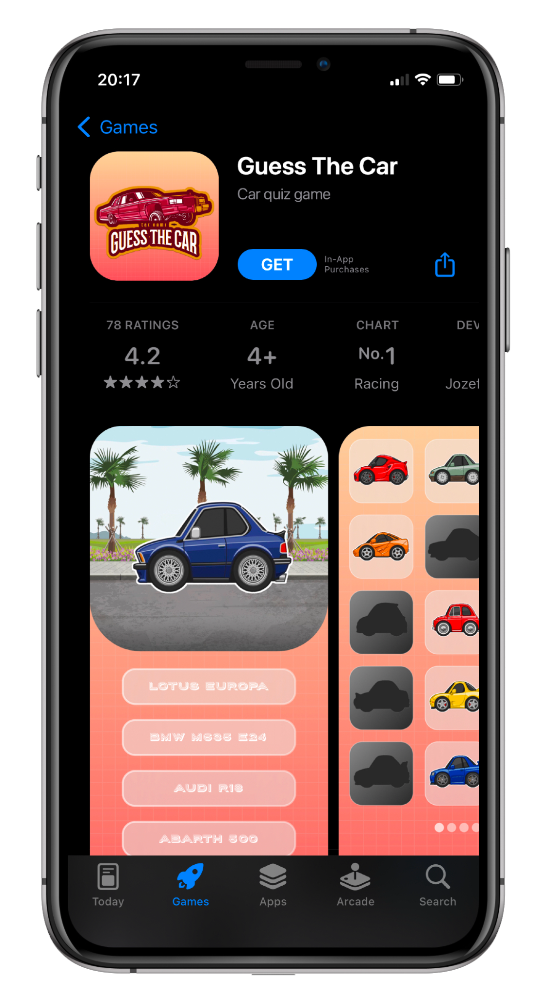 20:17
Games
THE GAME
GUESS THE CAR
Guess The Car
Car quiz game
GET
In-App
Purchases
78 RATINGS
4.2
AGE
4+
Years Old
CHART
No.1
Racing
DEV
Jozef
LOTUS EUROPA
BMW M635 E24
AUDI R18
ABARTH 500
Today
Games
Apps
Arcade
Search